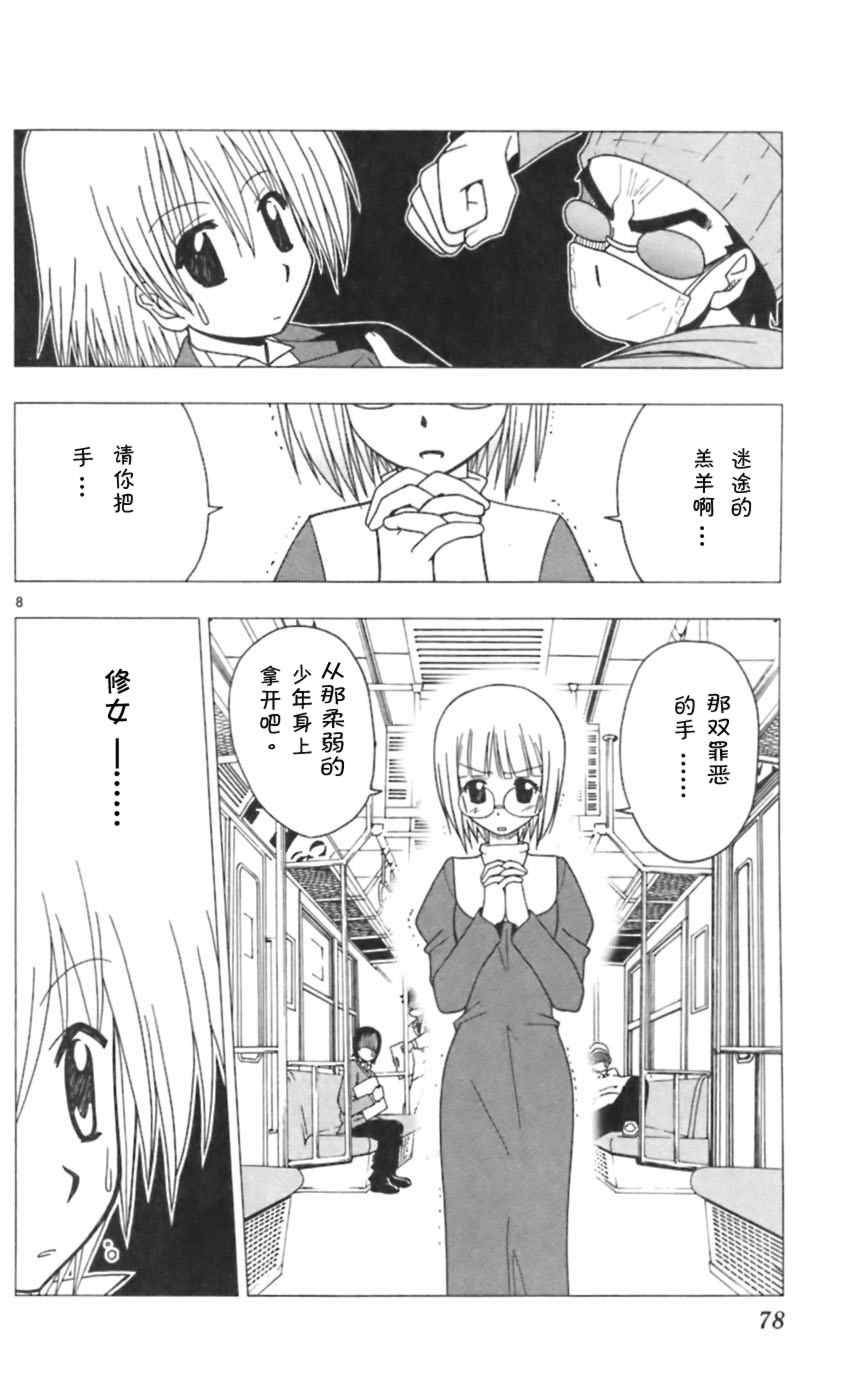 迷途的
羔羊啊…
请你把
手…
8
那双罪恶
的手……
从那柔弱的
少年身上
拿开吧。
修女—……
78